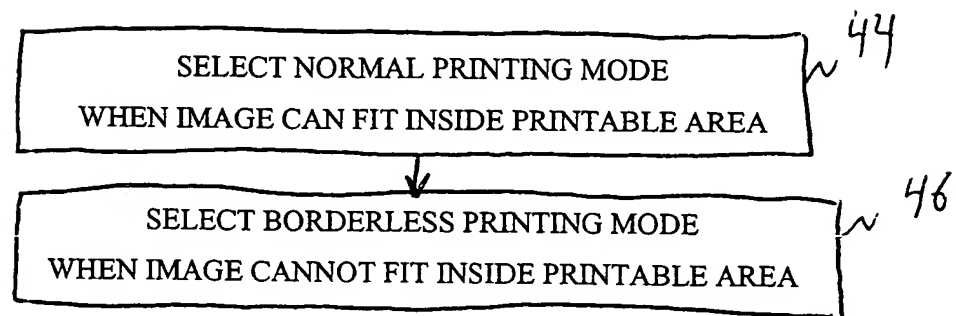 SELECT NORMAL PRINTING MODE
WHEN IMAGE CAN FIT INSIDE PRINTABLE AREA
44
SELECT BORDERLESS PRINTING MODE
WHEN IMAGE CANNOT FIT INSIDE PRINTABLE AREA
46